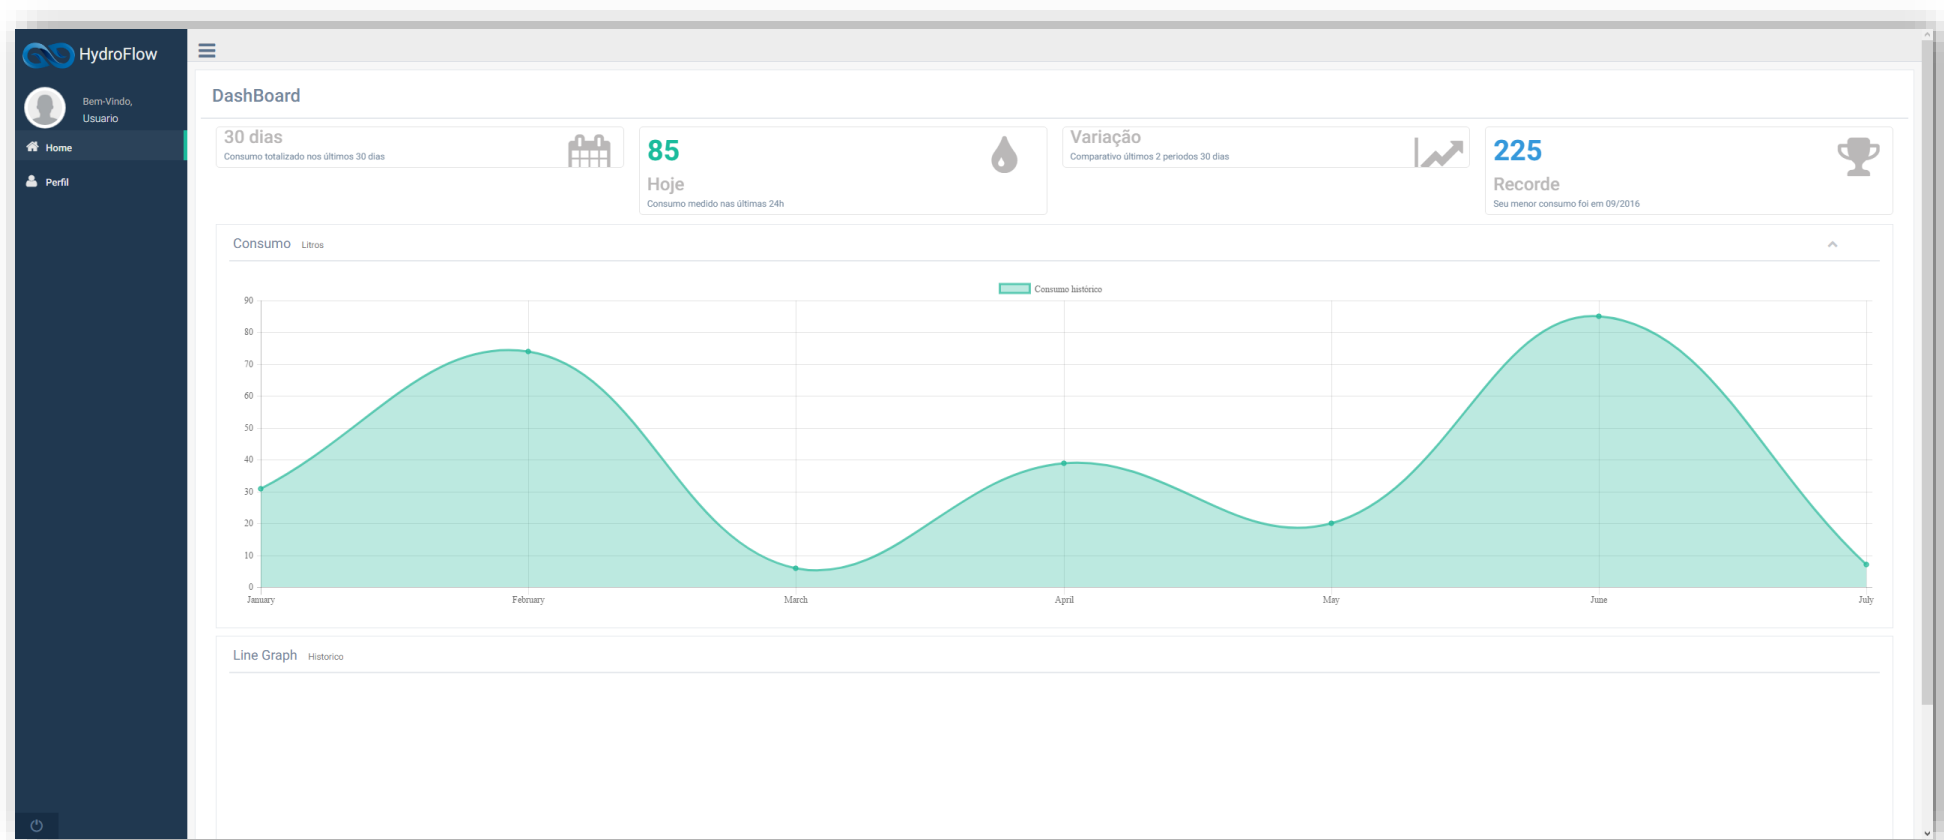 HydroFlow
Bem-Vindo,
Usuario
Home
Perfil
DashBoard
30 dias
Consumo totalizado nos últimos 30 dias
85
Hoje
Consumo medido nas últimas 24h
Variação
Comparativo últimos 2 periodos 30 dias
225
Recorde
Seu menor consumo foi em 09/2016
Consumo Litros
Consumo histórico
90
80
70
60
50
40
30
20
10
0
January February March April May June July
Line Graph Historico